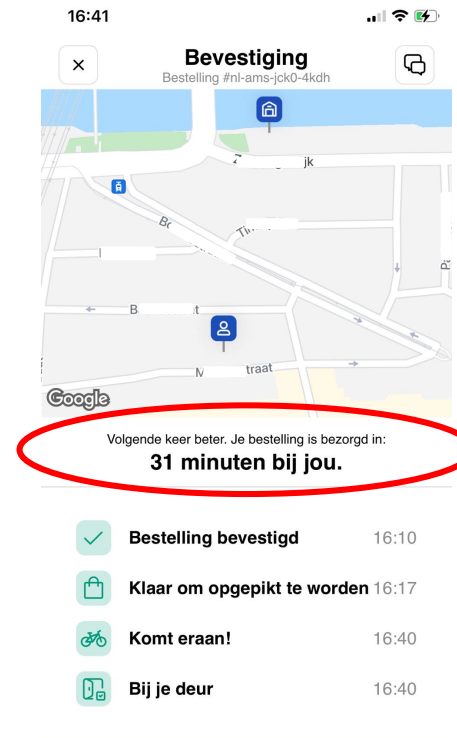 16:41
Bevestiging
Bestelling #nl-ams-jck0-4kdh
jk
B
t
traat
Google
Volgende keer beter. Je bestelling is bezorgd in:
31 minuten bij jou.
Bestelling bevestigd 16:10
Klaar om opgepikt te worden 16:17
Komt eraan! 16:40
Bij je deur 16:40